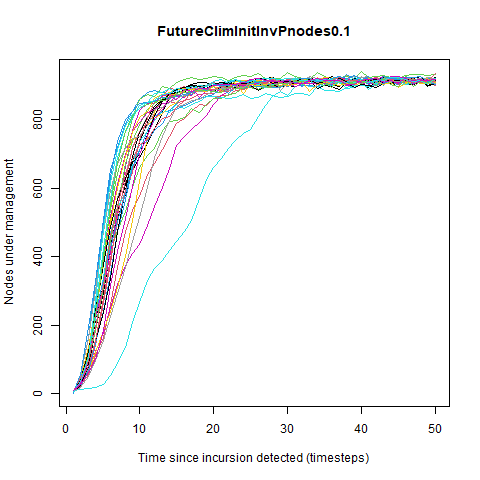 FutureClimInitInvPnodes0.1
Nodes under management
800
600
400
200
0
0 10 20 30 40 50
Time since incursion detected (timesteps)